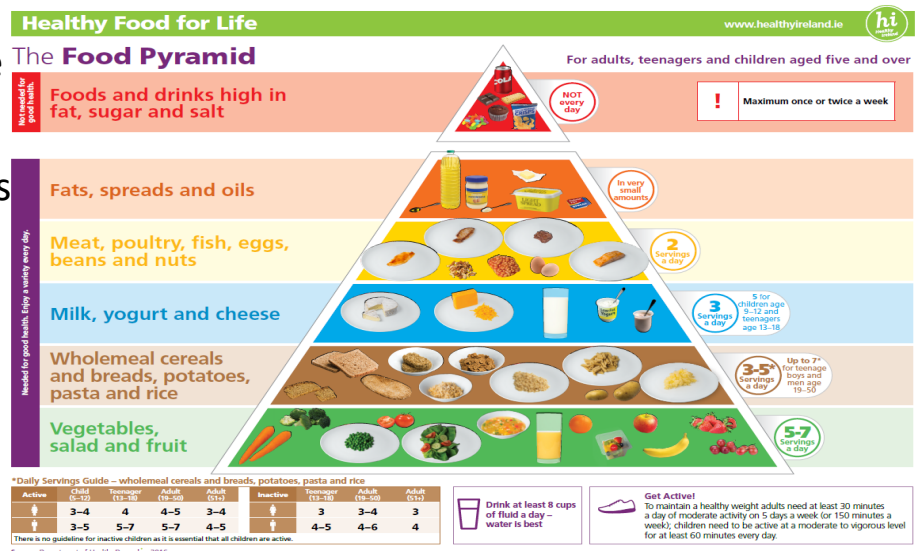 Healthy Food for Life
www.healthyireland.ie
hi
healthy
ireland
The Food Pyramid
For adults, teenagers and children aged five and over
Not needed for
good health.
Foods and drinks high in
fat, sugar and salt
NOT
every
day
!
Maximum once or twice a week
COLA
CRISPS
Needed for good health. Enjoy a variety every day.
Fats, spreads and oils
In very
small
amounts
Meat, poultry, fish, eggs,
beans and nuts
2
Servings
a day
Milk, yogurt and cheese
3
Servings
a day
5 for
children age
9–12 and
teenagers
age 13–18
Wholemeal cereals
and breads, potatoes,
pasta and rice
3-5*
Servings
a day
Up to 7*
for teenage
boys and
men age
19–50
Vegetables,
salad and fruit
5-7
Servings
a day
*Daily Servings Guide – wholemeal cereals and breads, potatoes, pasta and rice
Active Child (5–12) Teenager (13–18) Adult (19–50) Adult (51+) Inactive Teenager (13–18) Adult (19–50) Adult (51+)
3–4 4 4–5 3–4 3 3–4 3
3–5 5–7 5–7 4–5 4–5 4–6 4
There is no guideline for inactive children as it is essential that all children are active.
Drink at least 8 cups
of fluid a day –
water is best
Get Active!
To maintain a healthy weight adults need at least 30 minutes
a day of moderate activity on 5 days a week (or 150 minutes a
week); children need to be active at a moderate to vigorous level
for at least 60 minutes every day.